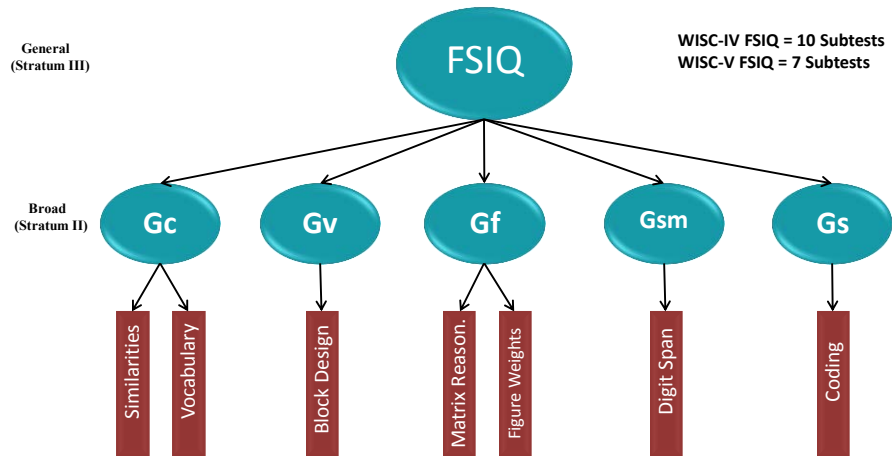 General
(Stratum III)
FSIQ
WISC-IV FSIQ = 10 Subtests
WISC-V FSIQ = 7 Subtests
Broad
(Stratum II)
Gc
Gv
Gf
Gsm
Gs
Similarities
Vocabulary
Block Design
Matrix Reason.
Figure Weights
Digit Span
Coding